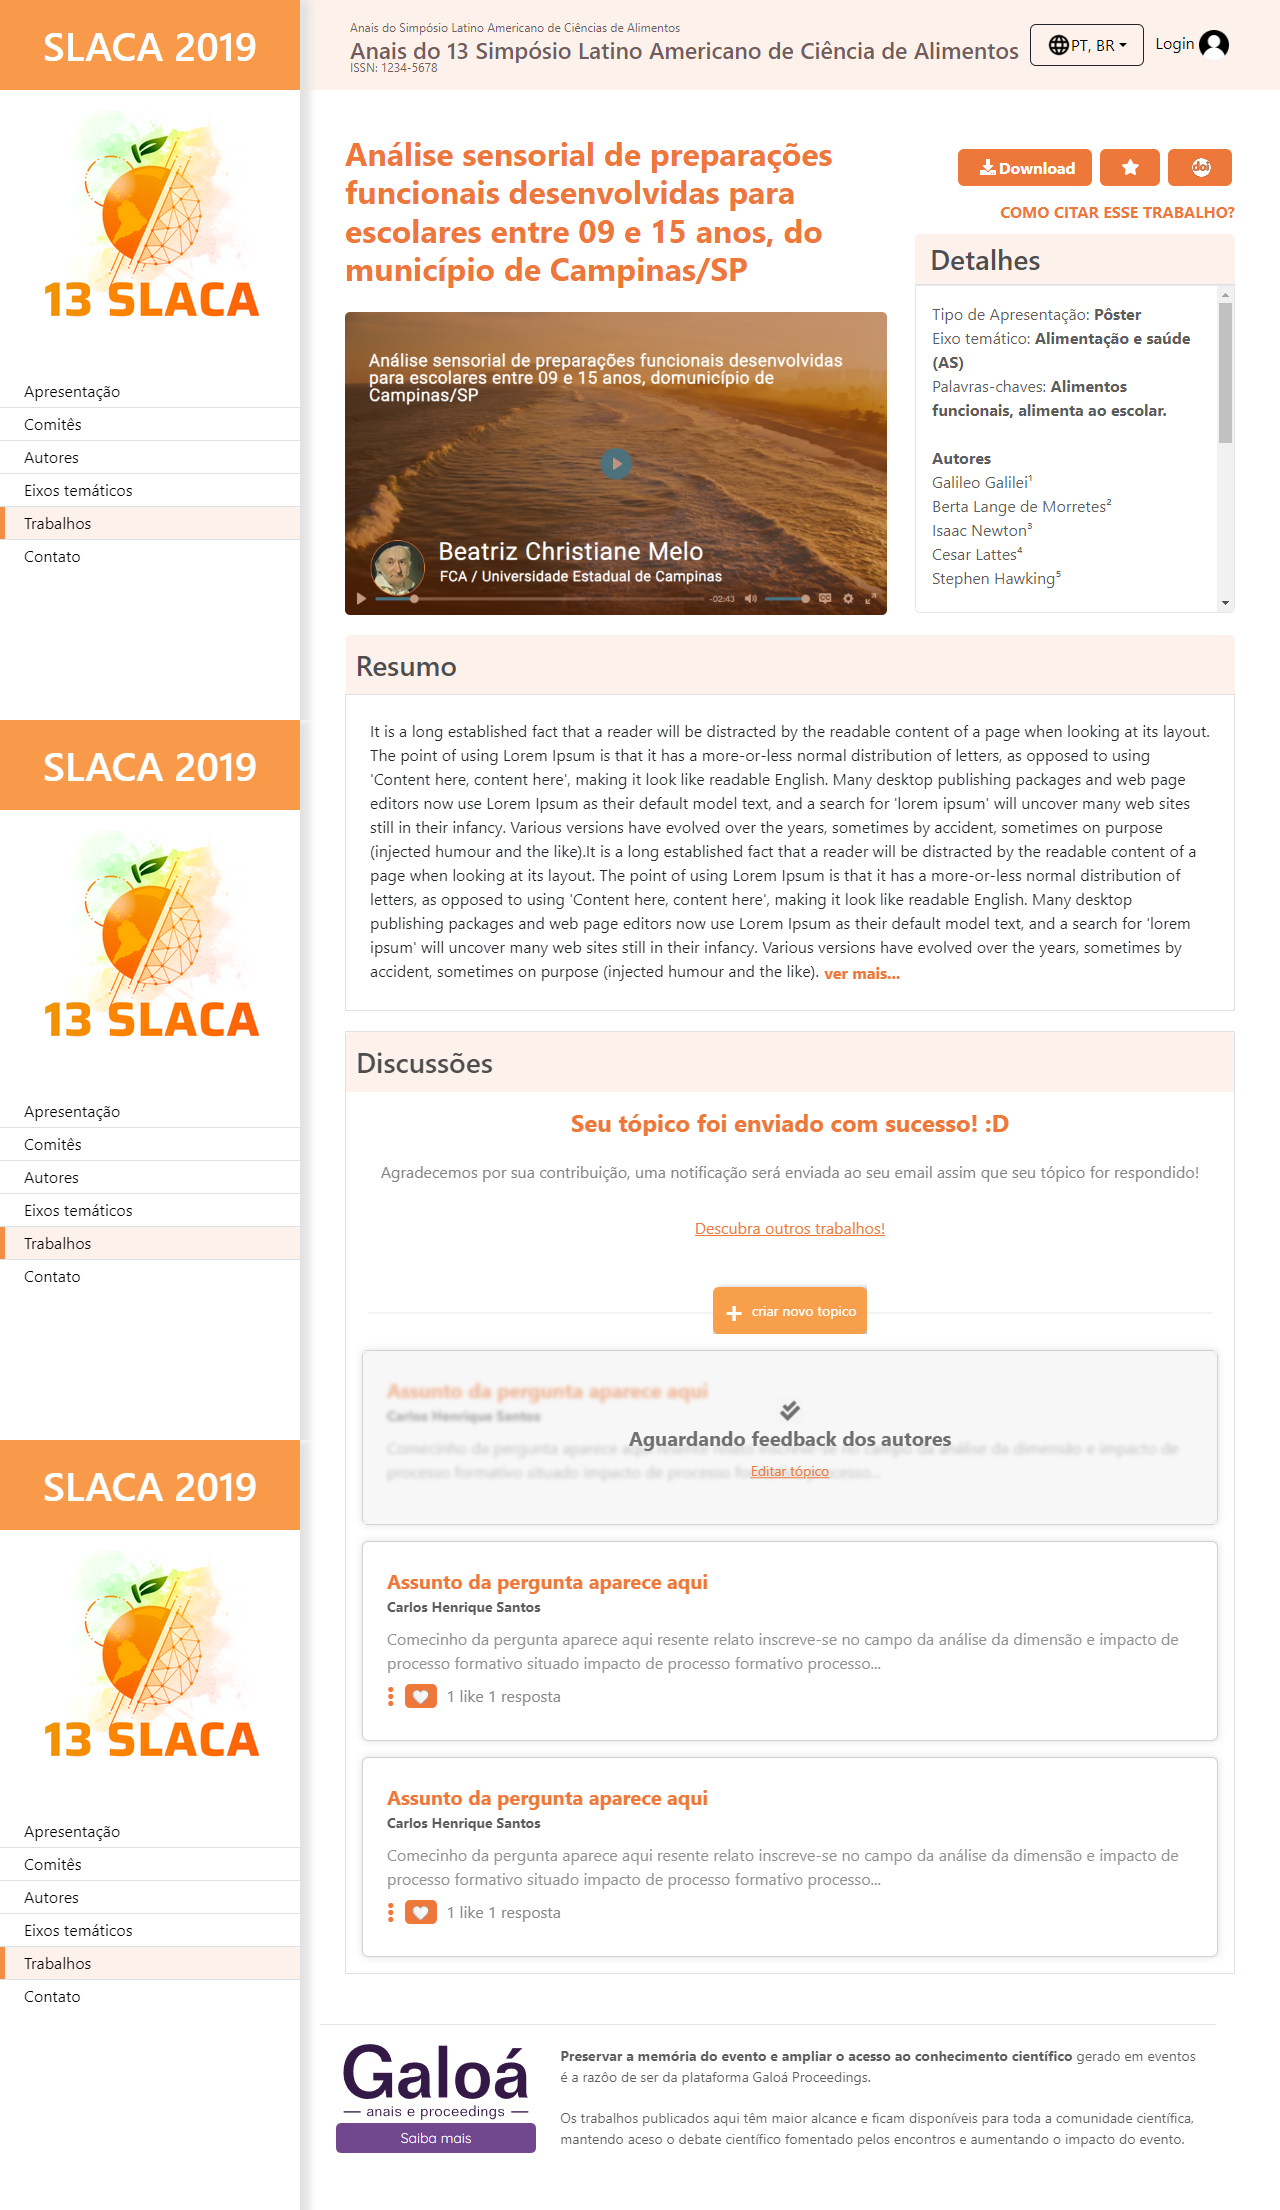 SLACA 2019
13 SLACA
Apresentação
Comitês
Autores
Eixos temáticos
Trabalhos
Contato
SLACA 2019
13 SLACA
Apresentação
Comitês
Autores
Eixos temáticos
Trabalhos
Contato
SLACA 2019
13 SLACA
Apresentação
Comitês
Autores
Eixos temáticos
Trabalhos
Contato
Anais do Simpósio Latino Americano de Ciências de Alimentos
Anais do 13 Simpósio Latino Americano de Ciência de Alimentos
ISSN: 1234-5678
PT, BR
Login
Análise sensorial de preparações
funcionais desenvolvidas para
escolares entre 09 e 15 anos, do
município de Campinas/SP
Download
doi
COMO CITAR ESSE TRABALHO?
Análise sensorial de preparações funcionais desenvolvidas
para escolares entre 09 e 15 anos, domunicípio de
Campinas/SP
Beatriz Christiane Melo
FCA / Universidade Estadual de Campinas
-02:43
CC
Detalhes
Tipo de Apresentação: Pôster
Eixo temático: Alimentação e saúde
(AS)
Palavras-chaves: Alimentos
funcionais, alimenta ao escolar.
Autores
Galileo Galilei¹
Berta Lange de Morretes²
Isaac Newton³
Cesar Lattes⁴
Stephen Hawking⁵
Resumo
It is a long established fact that a reader will be distracted by the readable content of a page when looking at its layout.
The point of using Lorem Ipsum is that it has a more-or-less normal distribution of letters, as opposed to using
'Content here, content here', making it look like readable English. Many desktop publishing packages and web page
editors now use Lorem Ipsum as their default model text, and a search for 'lorem ipsum' will uncover many web sites
still in their infancy. Various versions have evolved over the years, sometimes by accident, sometimes on purpose
(injected humour and the like).It is a long established fact that a reader will be distracted by the readable content of a
page when looking at its layout. The point of using Lorem Ipsum is that it has a more-or-less normal distribution of
letters, as opposed to using 'Content here, content here', making it look like readable English. Many desktop
publishing packages and web page editors now use Lorem Ipsum as their default model text, and a search for 'lorem
ipsum' will uncover many web sites still in their infancy. Various versions have evolved over the years, sometimes by
accident, sometimes on purpose (injected humour and the like). ver mais...
Discussões
Seu tópico foi enviado com sucesso! :D
Agradecemos por sua contribuição, uma notificação será enviada ao seu email assim que seu tópico for respondido!
Descubra outros trabalhos!
+ criar novo topico
Assunto da pergunta aparece aqui
Carlos Henrique Santos
Aguardando feedback dos autores
Editar tópico
Assunto da pergunta aparece aqui
Carlos Henrique Santos
Comecinho da pergunta aparece aqui resente relato inscreve-se no campo da análise da dimensão e impacto de
processo formativo situado impacto de processo formativo processo...
1 like 1 resposta
Assunto da pergunta aparece aqui
Carlos Henrique Santos
Comecinho da pergunta aparece aqui resente relato inscreve-se no campo da análise da dimensão e impacto de
processo formativo situado impacto de processo formativo processo...
1 like 1 resposta
Galoá
anais e proceedings
Saiba mais
Preservar a memória do evento e ampliar o acesso ao conhecimento científico gerado em eventos
é a razõo de ser da plataforma Galoá Proceedings.
Os trabalhos publicados aqui têm maior alcance e ficam disponíveis para toda a comunidade científica,
mantendo aceso o debate científico fomentado pelos encontros e aumentando o impacto do evento.